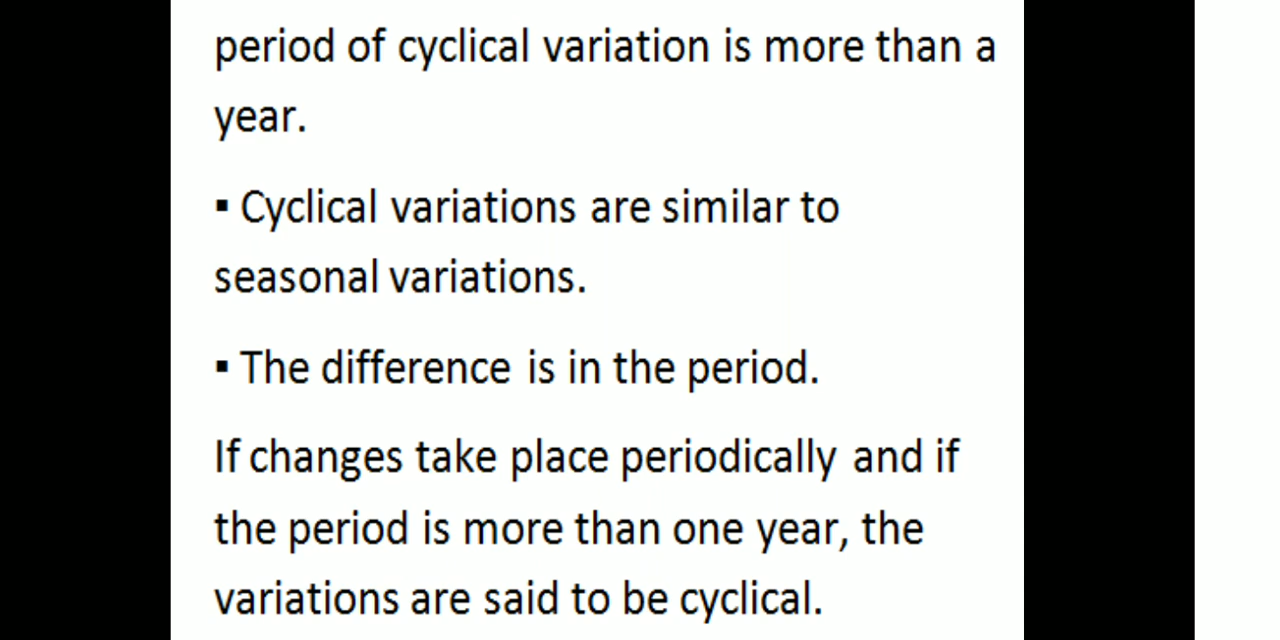 period of cyclical variation is more than a
year.
▪ Cyclical variations are similar to
seasonal variations.
▪ The difference is in the period.
If changes take place periodically and if
the period is more than one year, the
variations are said to be cyclical.